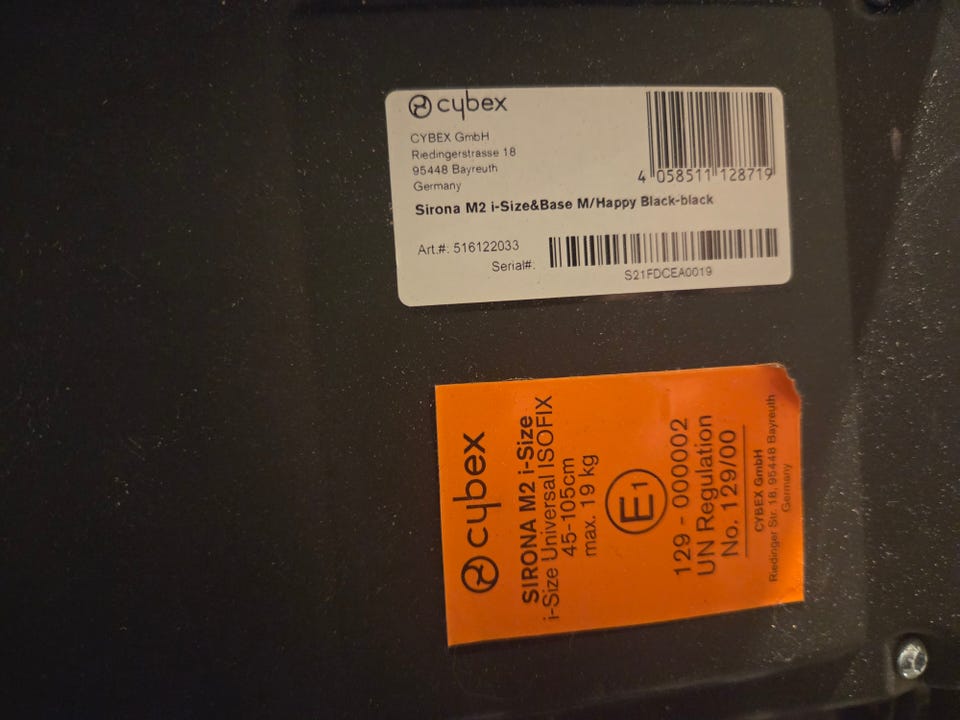 cybex
CYBEX GmbH
Riedingerstrasse 18
95448 Bayreuth
Germany
4 058511 128719
Sirona M2 i-Size&Base M/Happy Black-black
Art.#: 516122033
Serial#:
S21FDCEA0019
cybex
SIRONA M2 i-Size
i-Size Universal ISOFIX
45-105cm
max. 19 kg
E1
129 - 000002
UN Regulation
No. 129/00
CYBEX GmbH
Riedinger Str. 18, 95448 Bayreuth
Germany